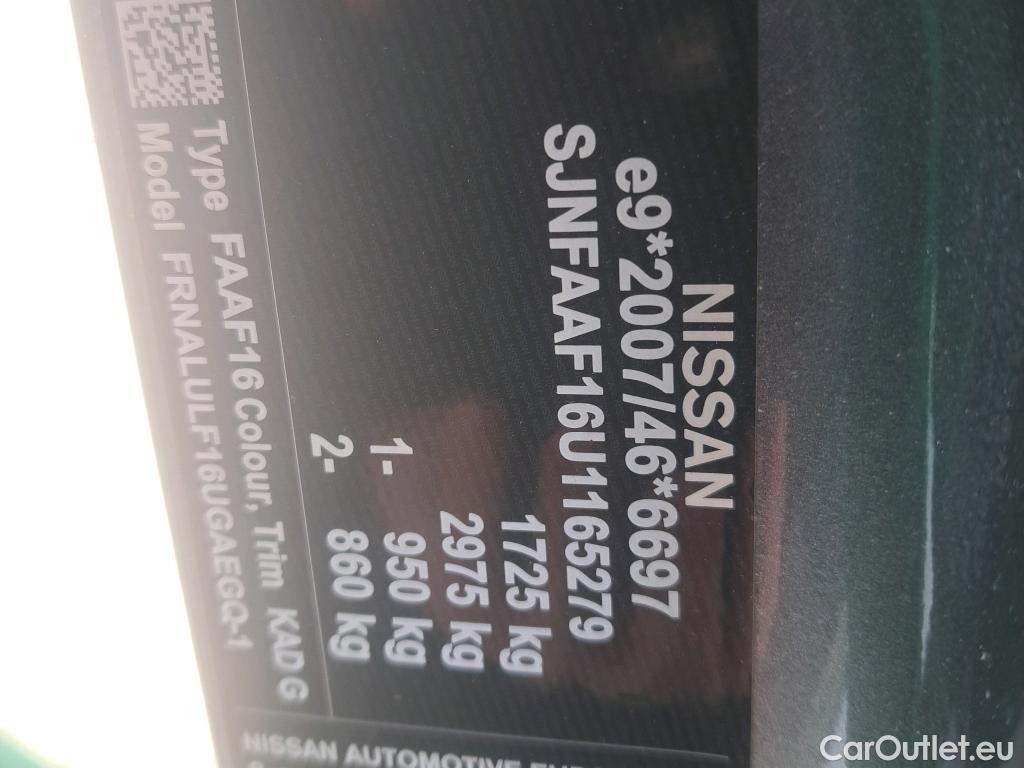 NISSAN
e9*2007/46*6697
SJNFAAF16U1165279
1725 kg
2975 kg
1- 950 kg
2- 860 kg
Type FAAF16 Colour, Trim KAD G
Model FRNALULF16UGAEGQ-1
NISSAN AUTOMOTIVE
CarOutlet.eu